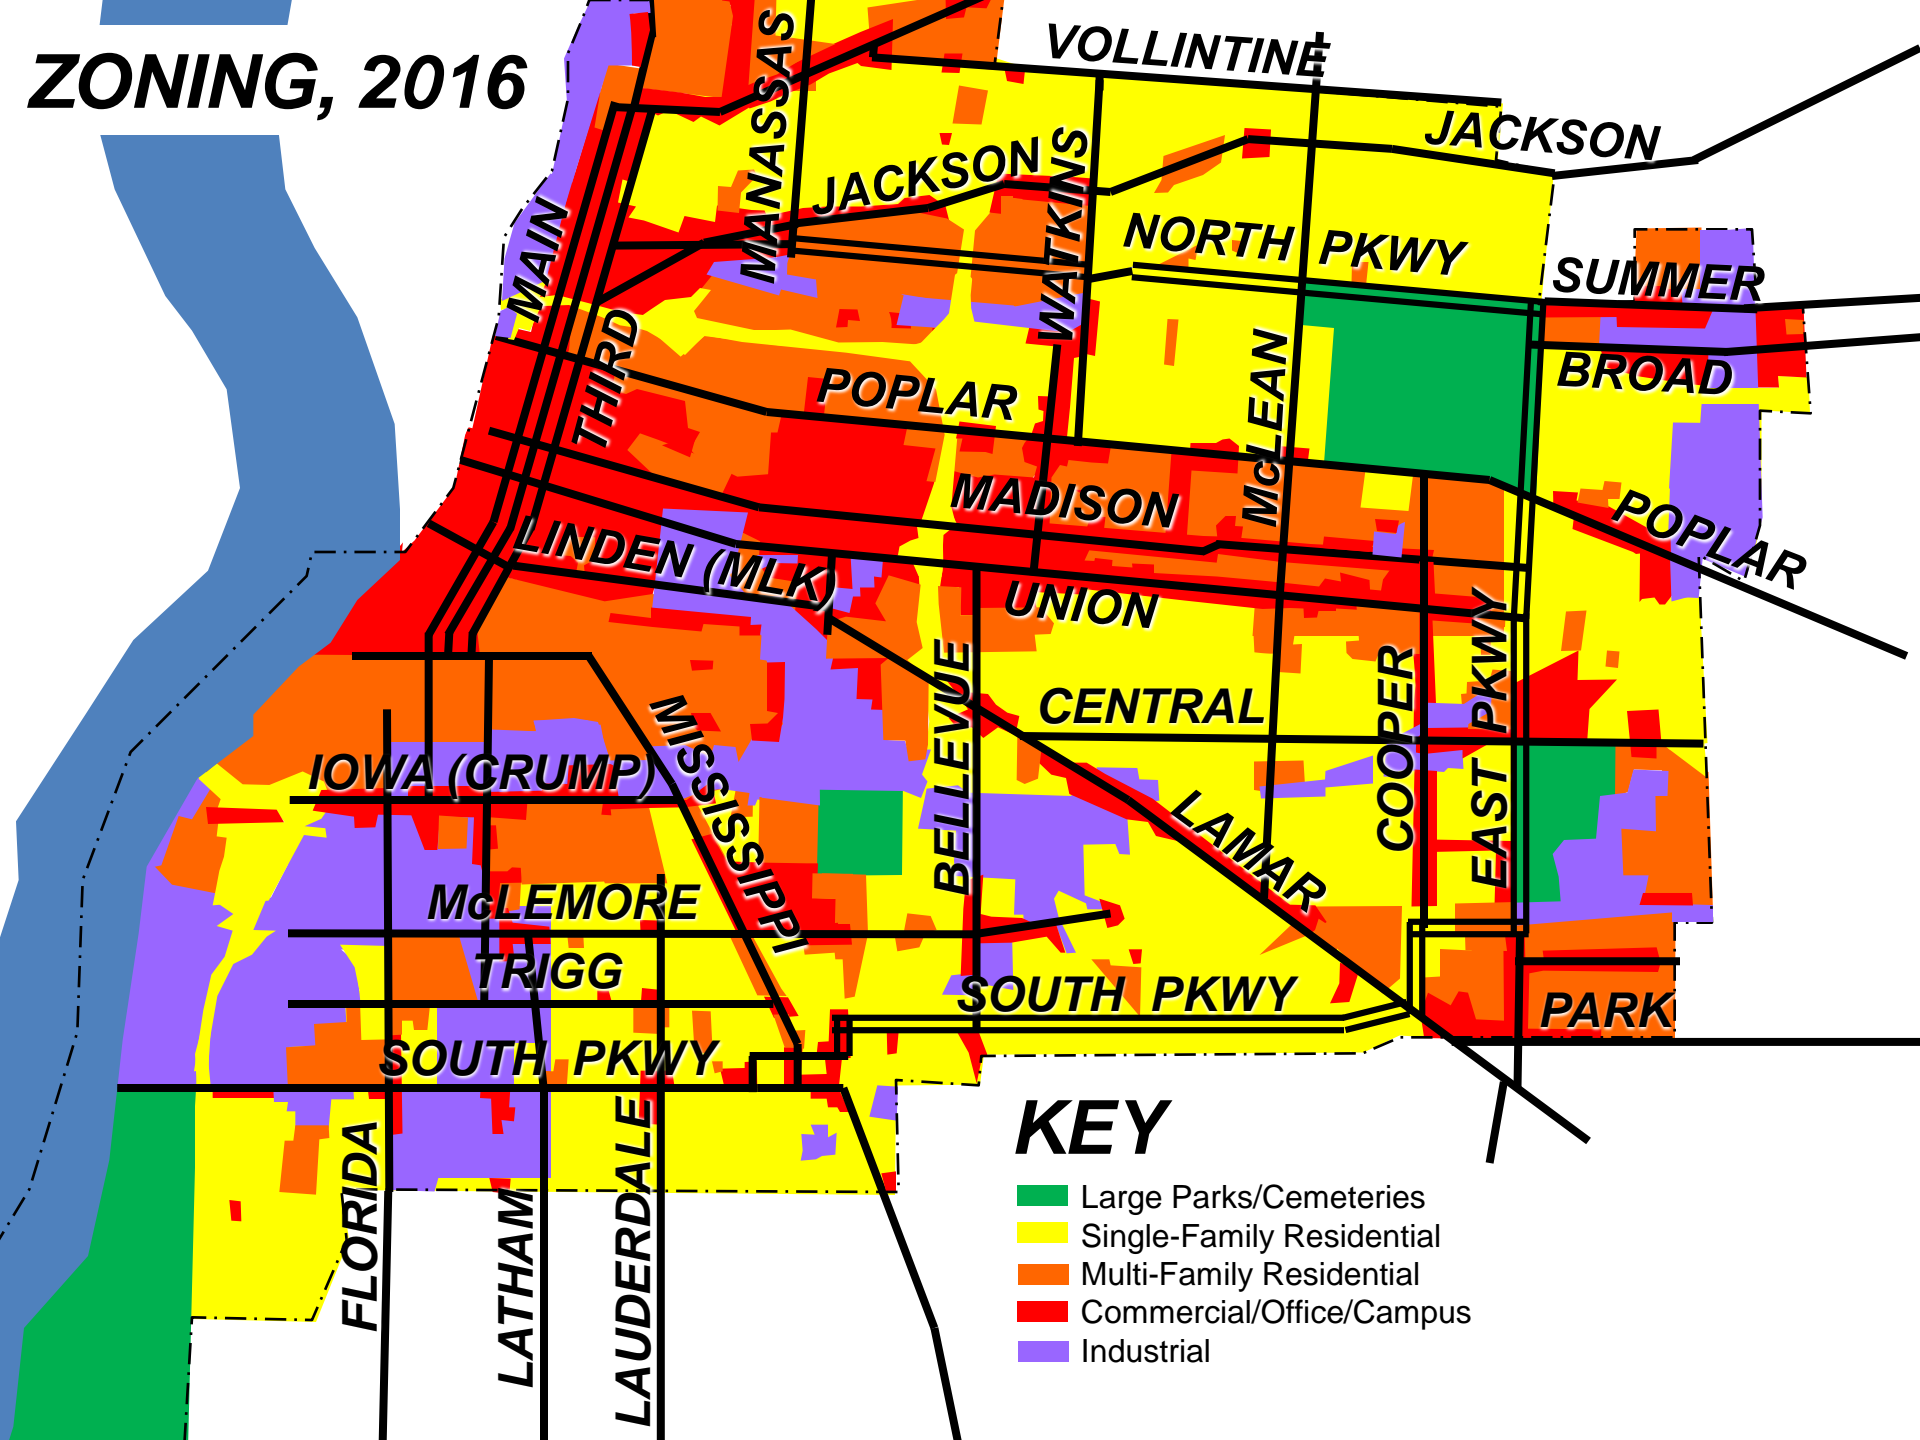 ZONING, 2016
MANASSAS
VOLLINTINE
JACKSON
JACKSON
WATKINS
MAIN
NORTH PKWY
SUMMER
THIRD
POPLAR
McLEAN
BROAD
MADISON
POPLAR
LINDEN (MLK)
UNION
BELLEVUE
CENTRAL
COOPER
EAST PKWY
MISSISSIPPI
IOWA (CRUMP)
LAMAR
McLEMORE
TRIGG
SOUTH PKWY
PARK
SOUTH PKWY
FLORIDA
LATHAM
LAUDERDALE
KEY
Large Parks/Cemeteries
Single-Family Residential
Multi-Family Residential
Commercial/Office/Campus
Industrial